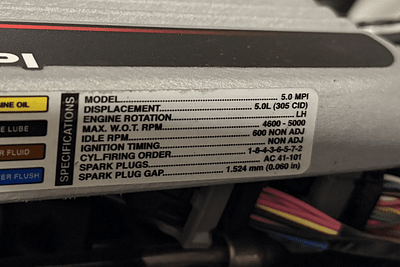 PI
INE OIL
E LUBE
R FLUID
ER FLUSH
SPECIFICATIONS
MODEL 5.0 MPI
DISPLACEMENT 5.0L (305 CID)
ENGINE ROTATION LH
MAX. W.O.T. RPM 4600 - 5000
IDLE RPM 600 NON ADJ
IGNITION TIMING NON ADJ
CYL.FIRING ORDER 1-8-4-3-6-5-7-2
SPARK PLUGS AC 41-101
SPARK PLUG GAP 1.524 mm (0.060 in)